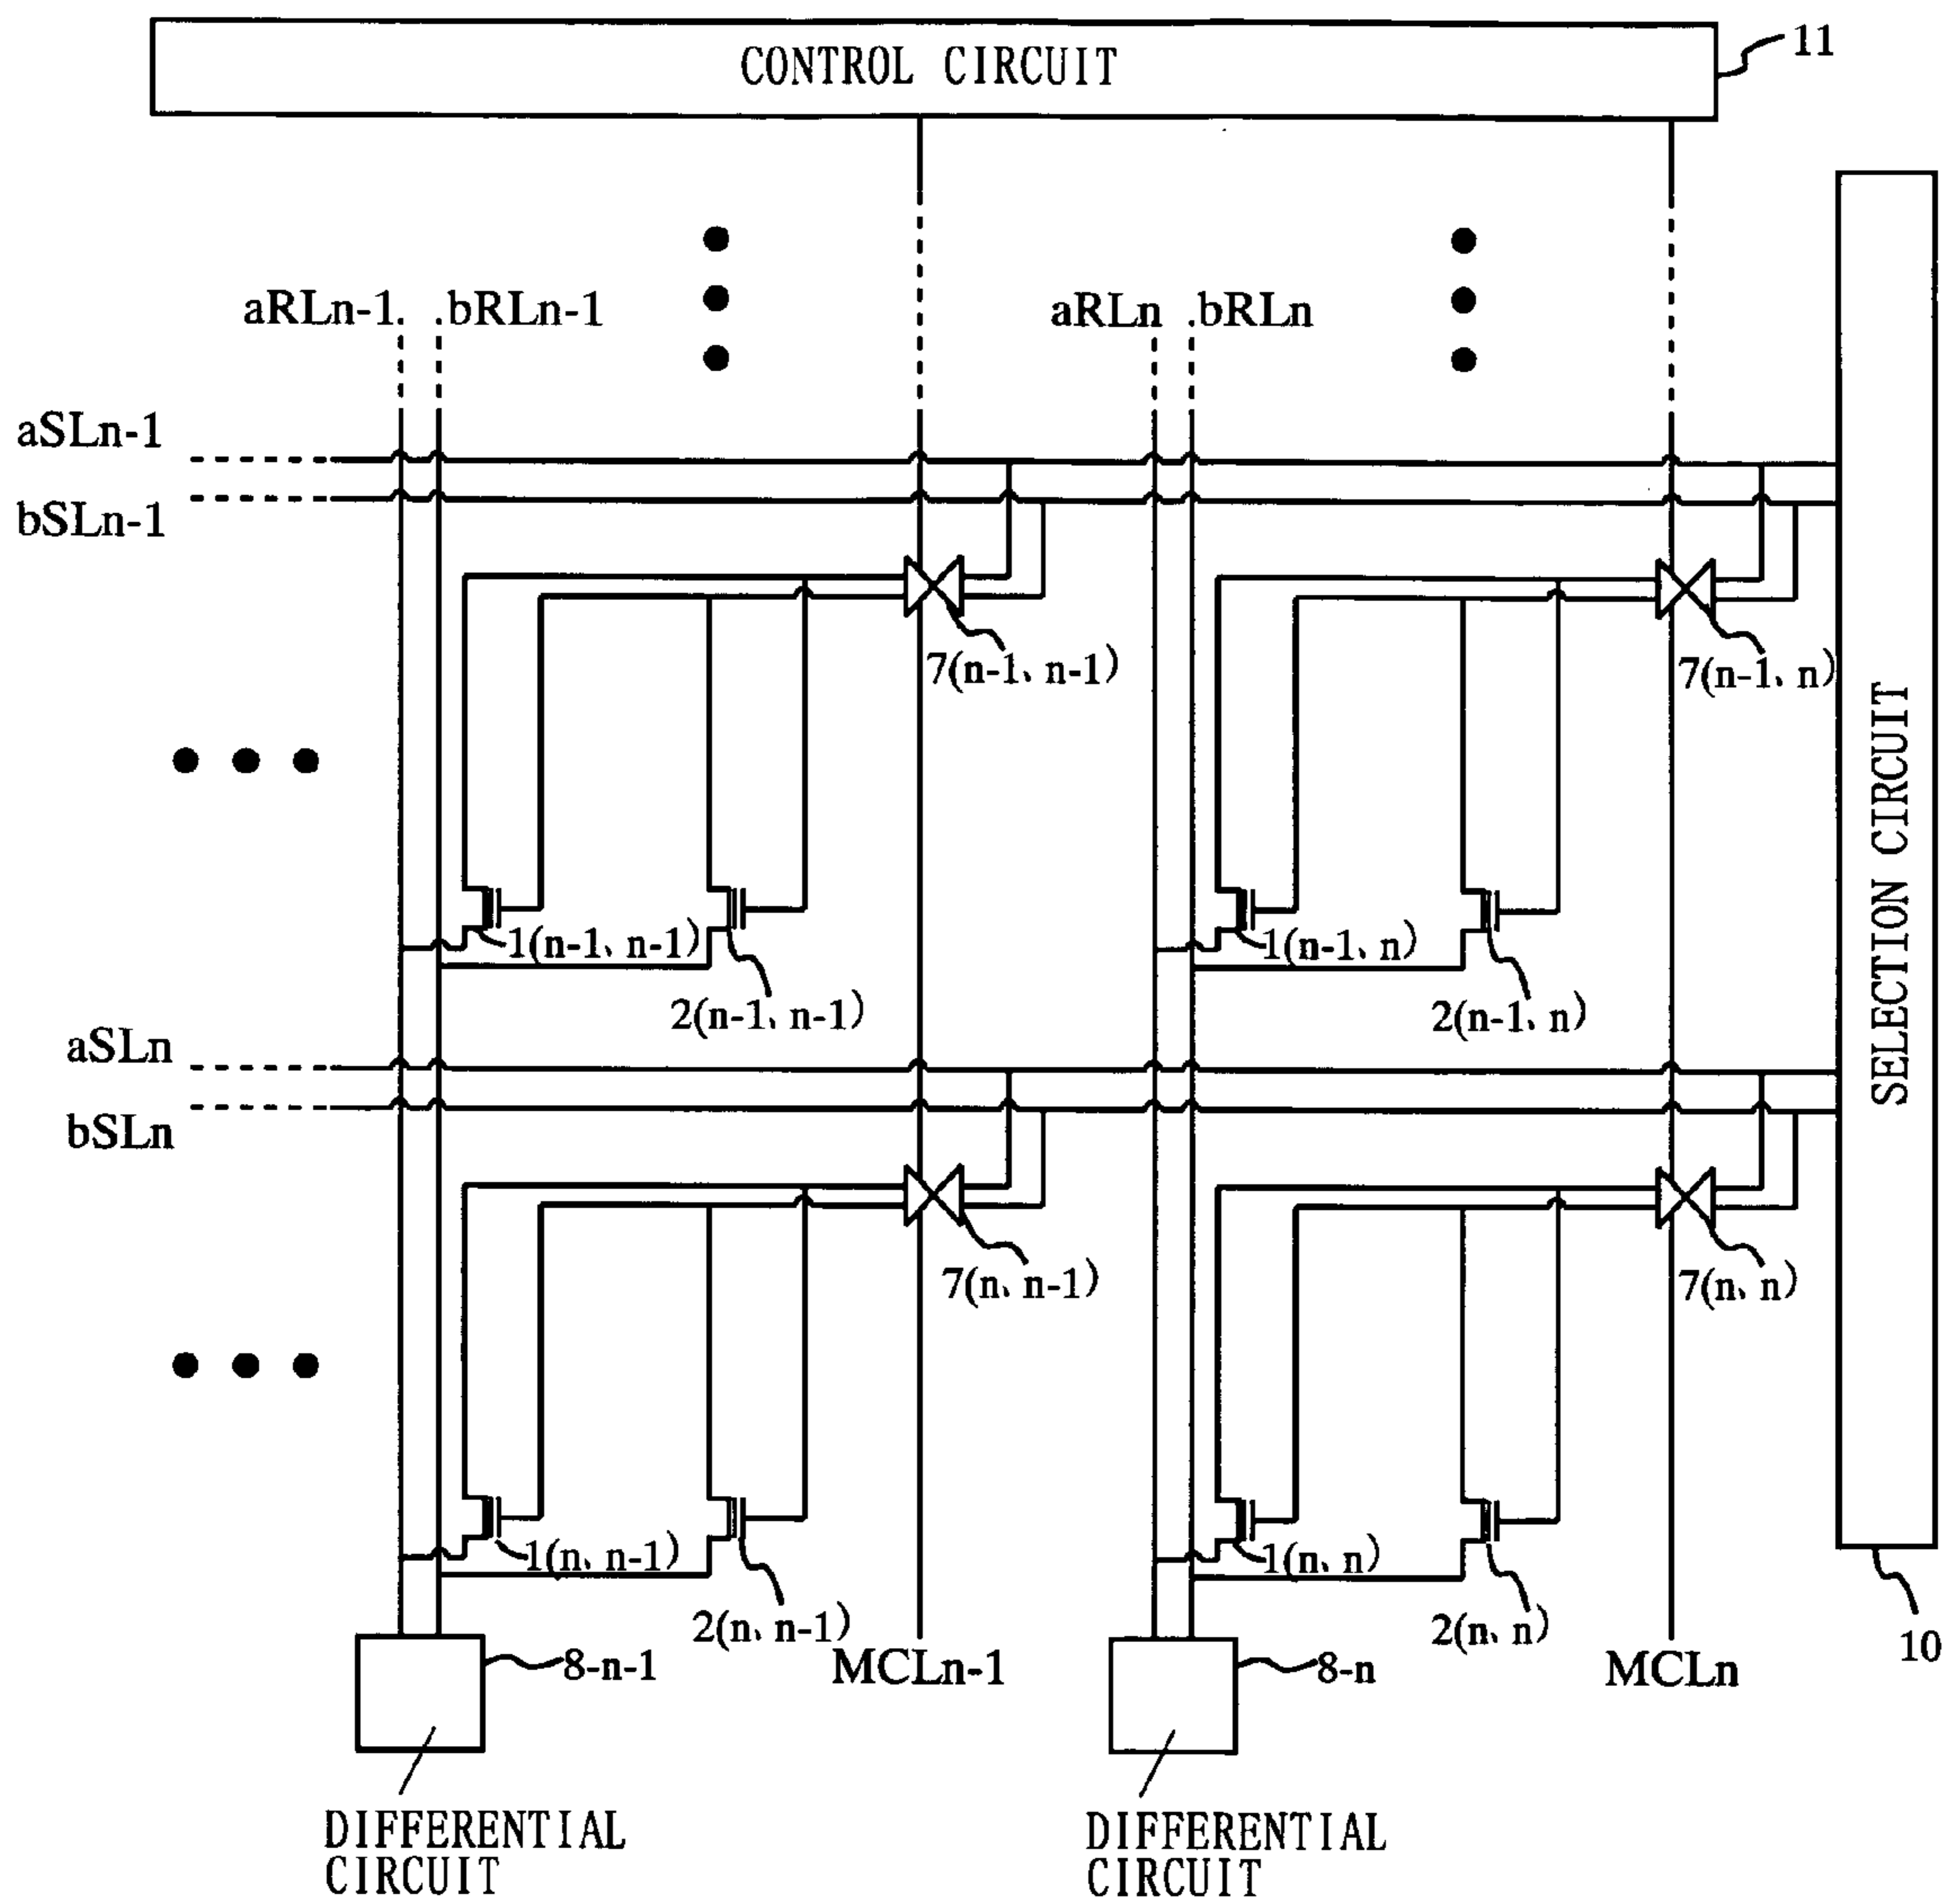 CONTROL CIRCUIT
11
aRLn-1
bRLn-1
aRLn
bRLn
aSLn-1
bSLn-1
7(n-1、n-1)
7(n-1、n)
SELECTION CIRCUIT
1(n-1、n-1)
1(n-1、n)
2(n-1、n-1)
2(n-1、n)
aSLn
bSLn
7(n、n-1)
7(n、n)
1(n、n-1)
1(n、n)
2(n、n-1)
2(n、n)
10
8-n-1
MCLn-1
8-n
MCLn
DIFFERENTIAL
CIRCUIT
DIFFERENTIAL
CIRCUIT